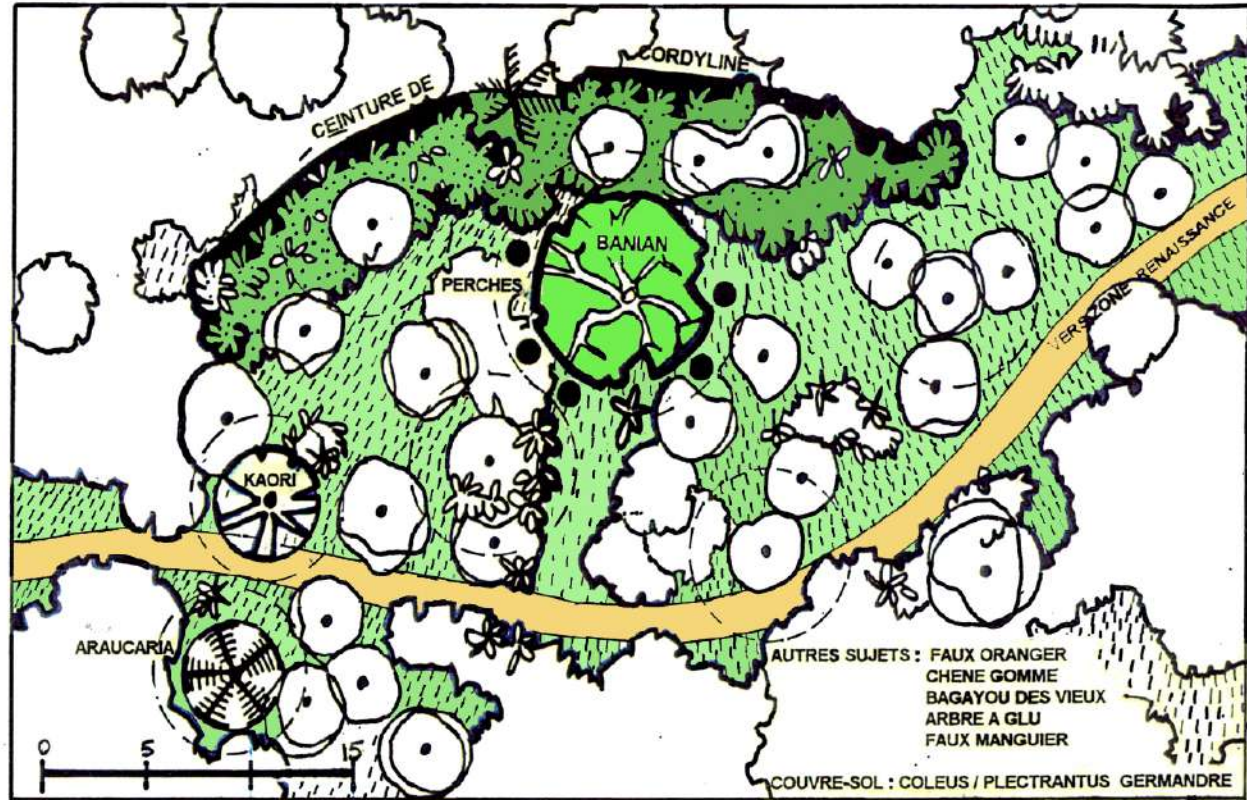 CORDYLINE
CEINTURE DE
BANIAN
PERCHES
VERS ZONE RENAISSANCE
KAORI
ARAUCARIA
AUTRES SUJETS : FAUX ORANGER
CHENE GOMME
BAGAYOU DES VIEUX
ARBRE A GLU
FAUX MANGUIER
0 5 15
COUVRE-SOL : COLEUS / PLECTRANTUS GERMANDRE